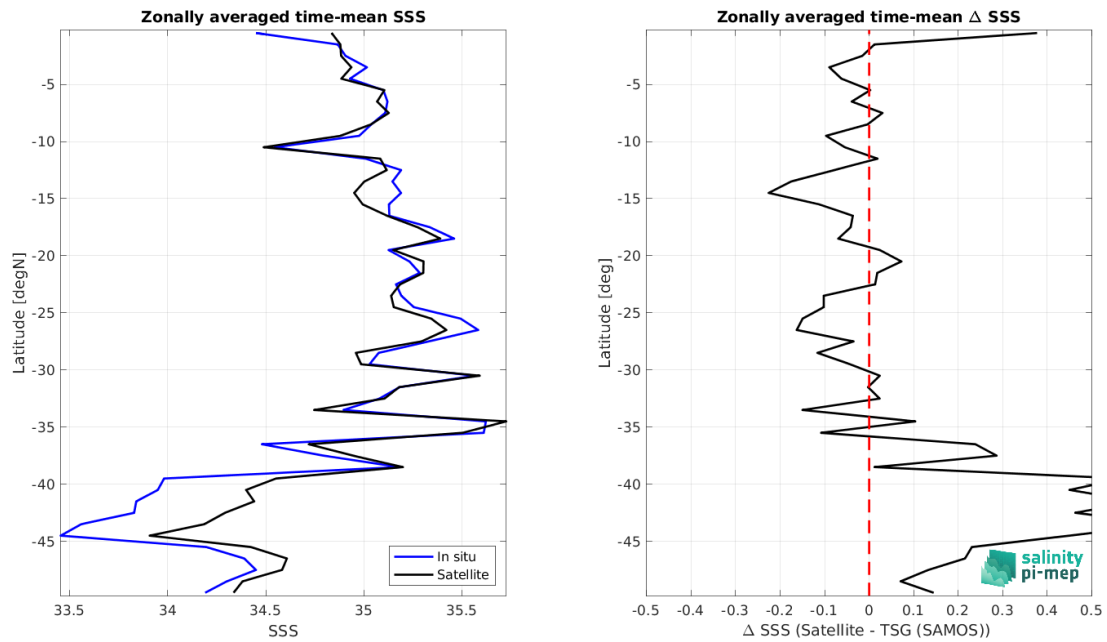 Zonally averaged time-mean SSS
-5
-10
-15
-20
-25
-30
-35
-40
-45
Latitude [degN]
33.5 34 34.5 35 35.5
SSS
In situ
Satellite
Zonally averaged time-mean Δ SSS
-5
-10
-15
-20
-25
-30
-35
-40
-45
Latitude [deg]
-0.5 -0.4 -0.3 -0.2 -0.1 0 0.1 0.2 0.3 0.4 0.5
Δ SSS (Satellite - TSG (SAMOS))
salinity
pi-mep